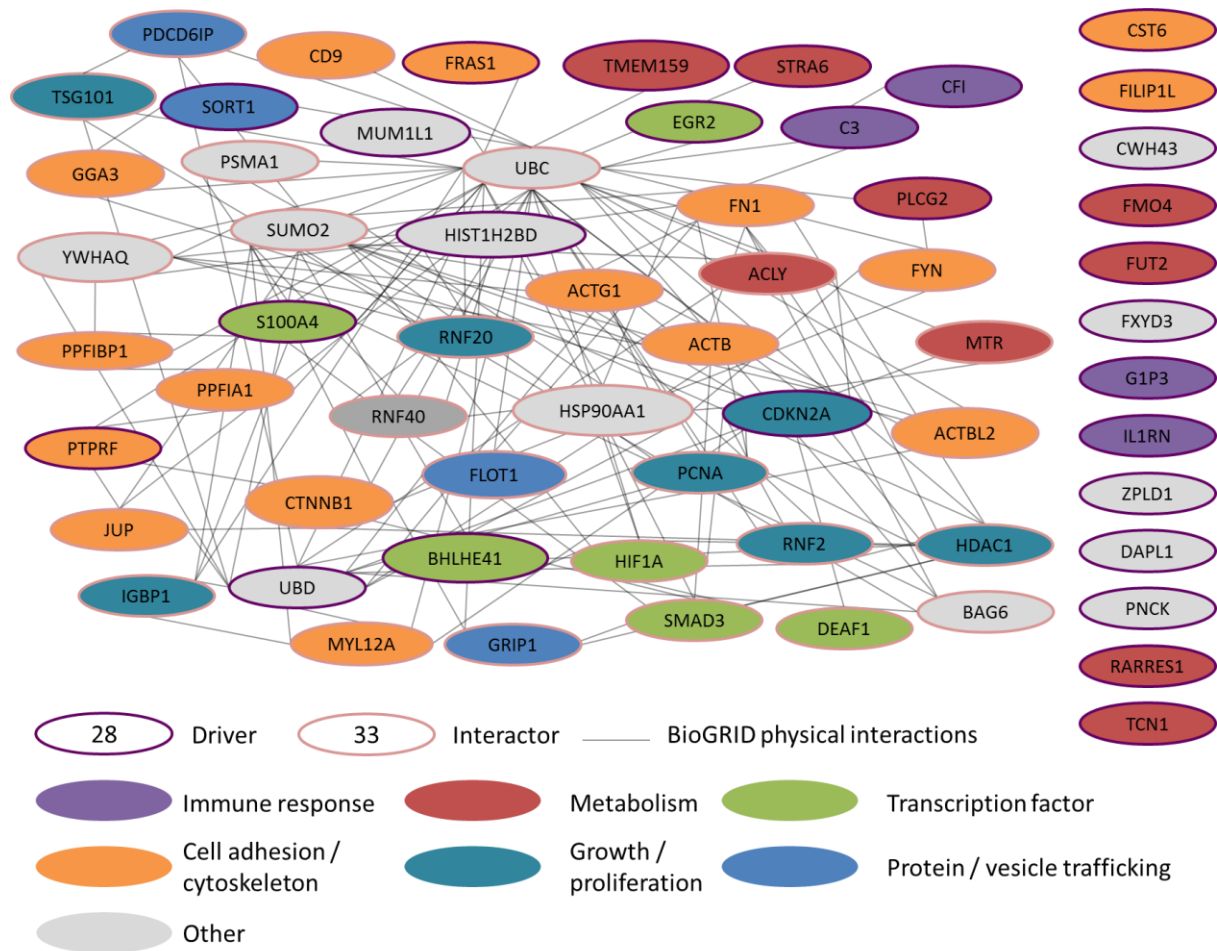 PDCD6IP
CD9
FRAS1
TMEM159
STRA6
CFI
CST6
TSG101
SORT1
MUM1L1
EGR2
C3
FILIP1L
GGA3
PSMA1
UBC
PLCG2
CWH43
YWHAQ
SUMO2
HIST1H2BD
FN1
FMO4
ACTG1
ACLY
FYN
FUT2
S100A4
RNF20
ACTB
MTR
FXYD3
PPFIBP1
PPFIA1
RNF40
HSP90AA1
CDKN2A
ACTBL2
G1P3
PTPRF
CTNNB1
FLOT1
PCNA
IL1RN
JUP
BHLHE41
HIF1A
RNF2
HDAC1
ZPLD1
IGBP1
UBD
SMAD3
DEAF1
BAG6
DAPL1
MYL12A
GRIP1
PNCK
RARRES1
TCN1
28 Driver 33 Interactor BioGRID physical interactions
Immune response Metabolism Transcription factor
Cell adhesion / Growth / Protein / vesicle trafficking
cytoskeleton proliferation
Other